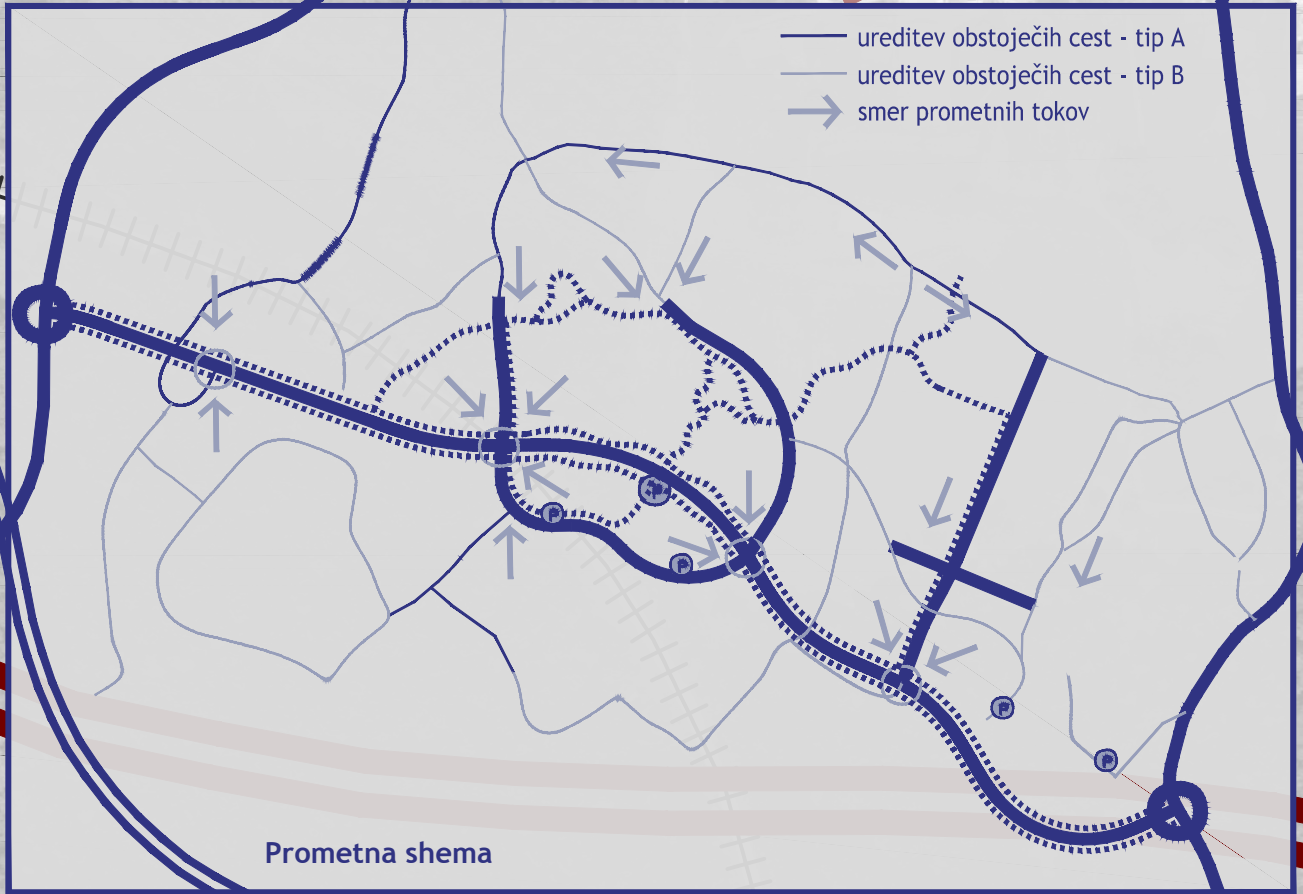 ureditev obstoječih cest - tip A
ureditev obstoječih cest - tip B
smer prometnih tokov
P
P
P
P
P
Prometna shema